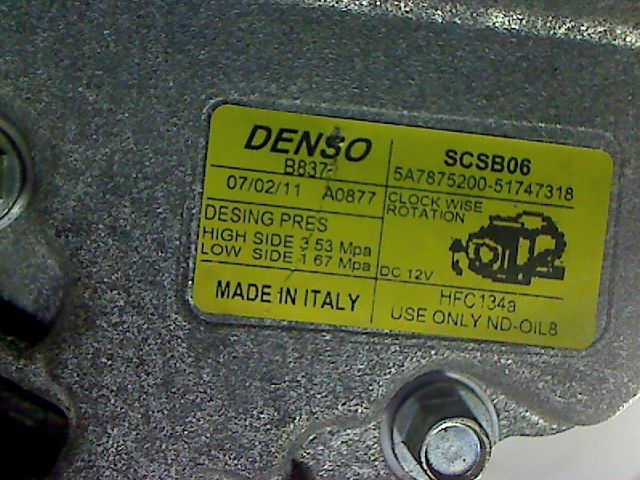 DENSO
B837
07/02/11 A0877
DESING PRES
HIGH SIDE 3 53 Mpa
LOW SIDE 1 67 Mpa
MADE IN ITALY
SCSB06
5A7875200-51747318
CLOCK WISE
ROTATION
DC 12V
HFC134a
USE ONLY ND-OIL8